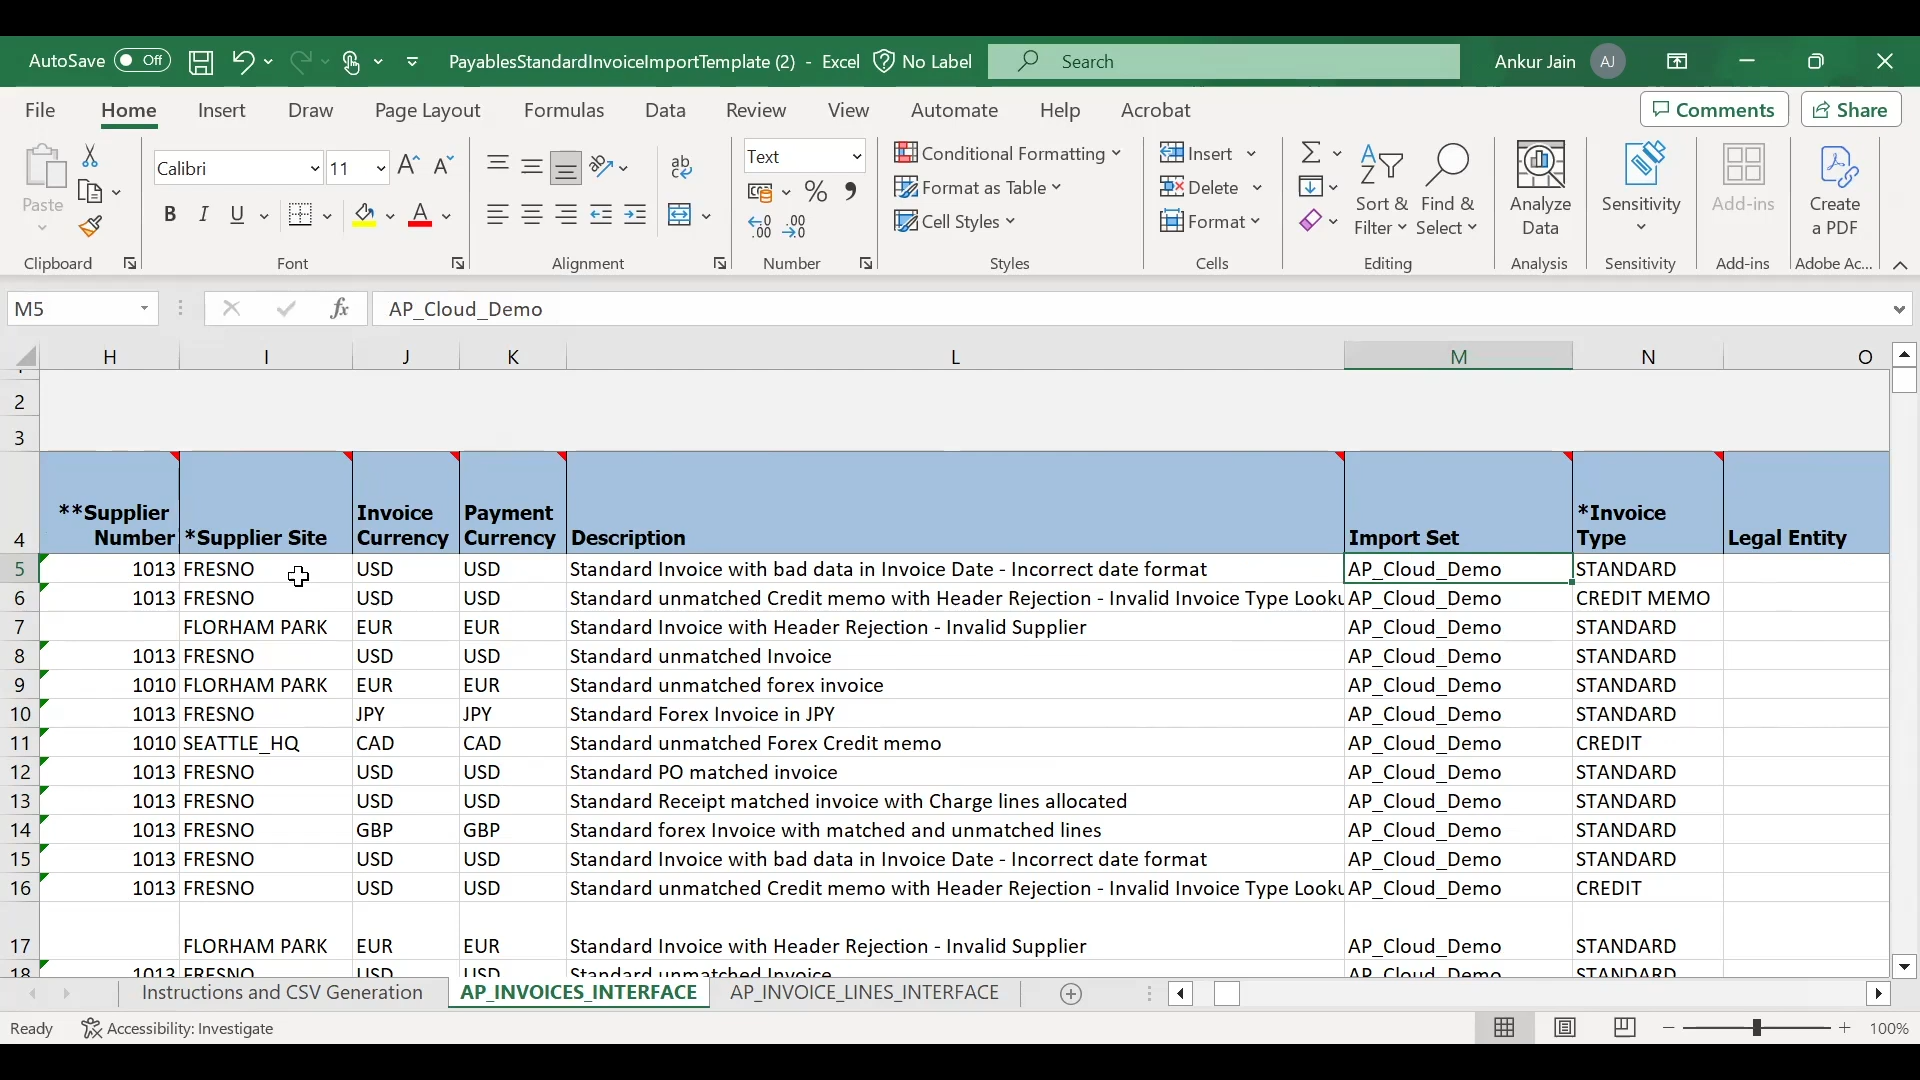 AutoSave Off PayablesStandardInvoiceImportTemplate (2) - Excel No Label Search Ankur Jain AJ
File Home Insert Draw Page Layout Formulas Data Review View Automate Help Acrobat Comments Share
Paste
Clipboard
Calibri 11
B I U
Font
ab
Alignment
Text
Number
Conditional Formatting
Format as Table
Cell Styles
Styles
Insert
Delete
Format
Cells
Sort & Filter
Find & Select
Editing
Analyze Data
Analysis
Sensitivity
Sensitivity
Add-ins
Add-ins
Create a PDF
Adobe Ac...
M5 fx AP_Cloud_Demo
H I J K L M N O
2
3
4 **Supplier Number *Supplier Site Invoice Currency Payment Currency Description Import Set *Invoice Type Legal Entity
5 1013 FRESNO USD USD Standard Invoice with bad data in Invoice Date - Incorrect date format AP_Cloud_Demo STANDARD
6 1013 FRESNO USD USD Standard unmatched Credit memo with Header Rejection - Invalid Invoice Type Looku AP_Cloud_Demo CREDIT MEMO
7 FLORHAM PARK EUR EUR Standard Invoice with Header Rejection - Invalid Supplier AP_Cloud_Demo STANDARD
8 1013 FRESNO USD USD Standard unmatched Invoice AP_Cloud_Demo STANDARD
9 1010 FLORHAM PARK EUR EUR Standard unmatched forex invoice AP_Cloud_Demo STANDARD
10 1013 FRESNO JPY JPY Standard Forex Invoice in JPY AP_Cloud_Demo STANDARD
11 1010 SEATTLE_HQ CAD CAD Standard unmatched Forex Credit memo AP_Cloud_Demo CREDIT
12 1013 FRESNO USD USD Standard PO matched invoice AP_Cloud_Demo STANDARD
13 1013 FRESNO USD USD Standard Receipt matched invoice with Charge lines allocated AP_Cloud_Demo STANDARD
14 1013 FRESNO GBP GBP Standard forex Invoice with matched and unmatched lines AP_Cloud_Demo STANDARD
15 1013 FRESNO USD USD Standard Invoice with bad data in Invoice Date - Incorrect date format AP_Cloud_Demo STANDARD
16 1013 FRESNO USD USD Standard unmatched Credit memo with Header Rejection - Invalid Invoice Type Looku AP_Cloud_Demo CREDIT
17 FLORHAM PARK EUR EUR Standard Invoice with Header Rejection - Invalid Supplier AP_Cloud_Demo STANDARD
18 1013 FRESNO USD USD Standard unmatched Invoice AP_Cloud_Demo STANDARD
Instructions and CSV Generation AP_INVOICES_INTERFACE AP_INVOICE_LINES_INTERFACE
Ready Accessibility: Investigate 100%